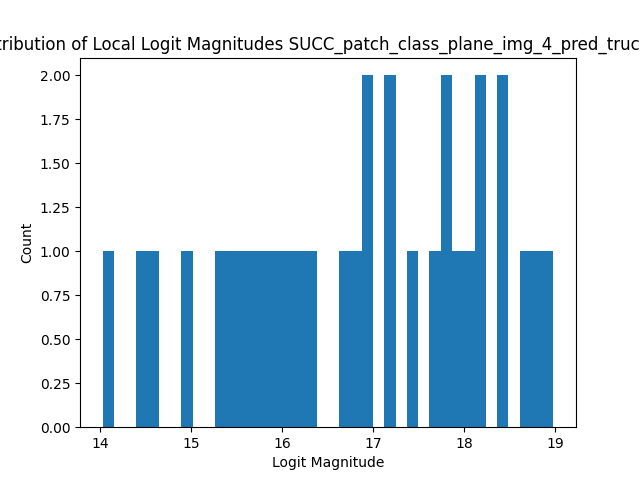 tribution of Local Logit Magnitudes SUCC_patch_class_plane_img_4_pred_truc
2.00
1.75
1.50
1.25
1.00
0.75
0.50
0.25
0.00
Count
14 15 16 17 18 19
Logit Magnitude